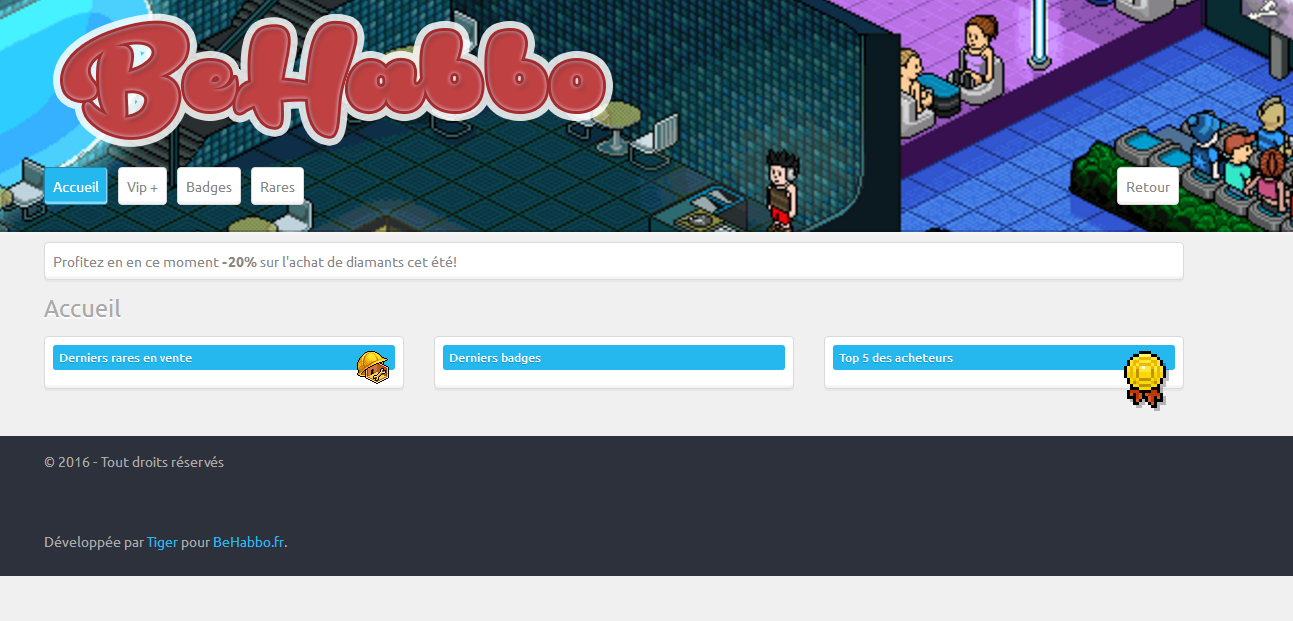 BeHabbo
Accueil Vip + Badges Rares Retour
Profitez en en ce moment -20% sur l'achat de diamants cet été!
Accueil
Derniers rares en vente Derniers badges Top 5 des acheteurs
© 2016 - Tout droits réservés
Développée par Tiger pour BeHabbo.fr.